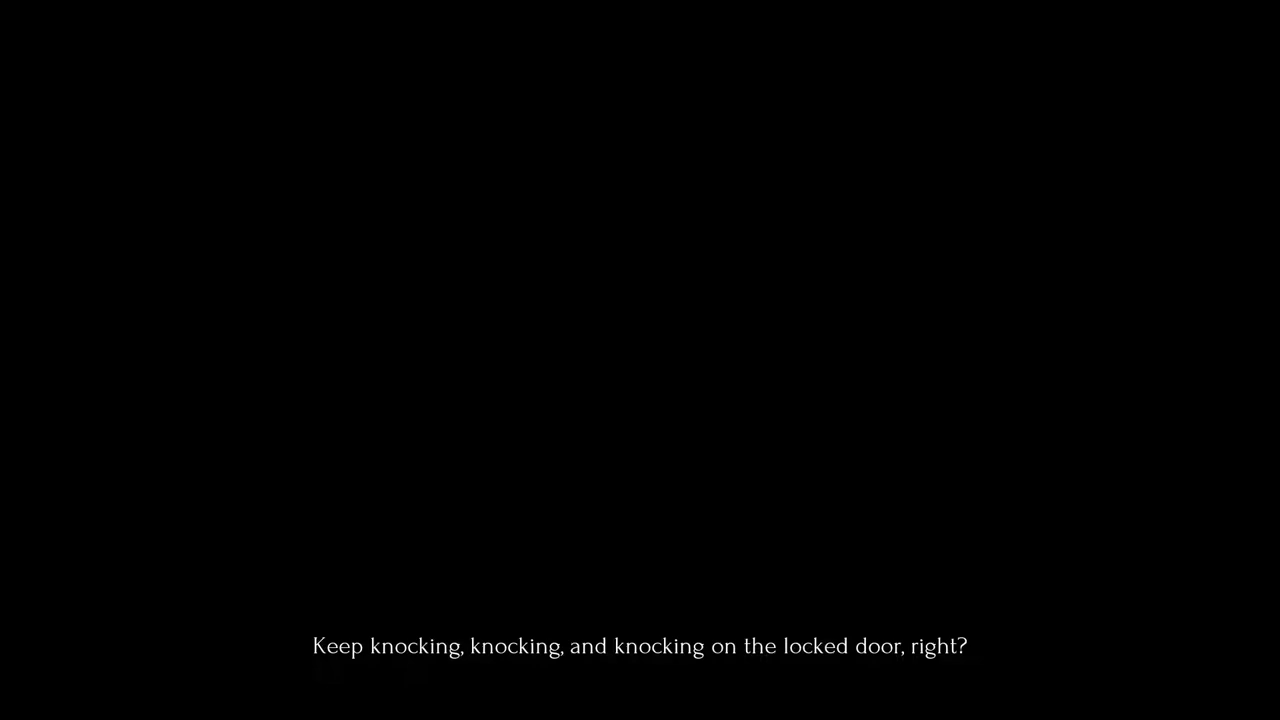 Keep knocking, knocking, and knocking on the locked door, right?